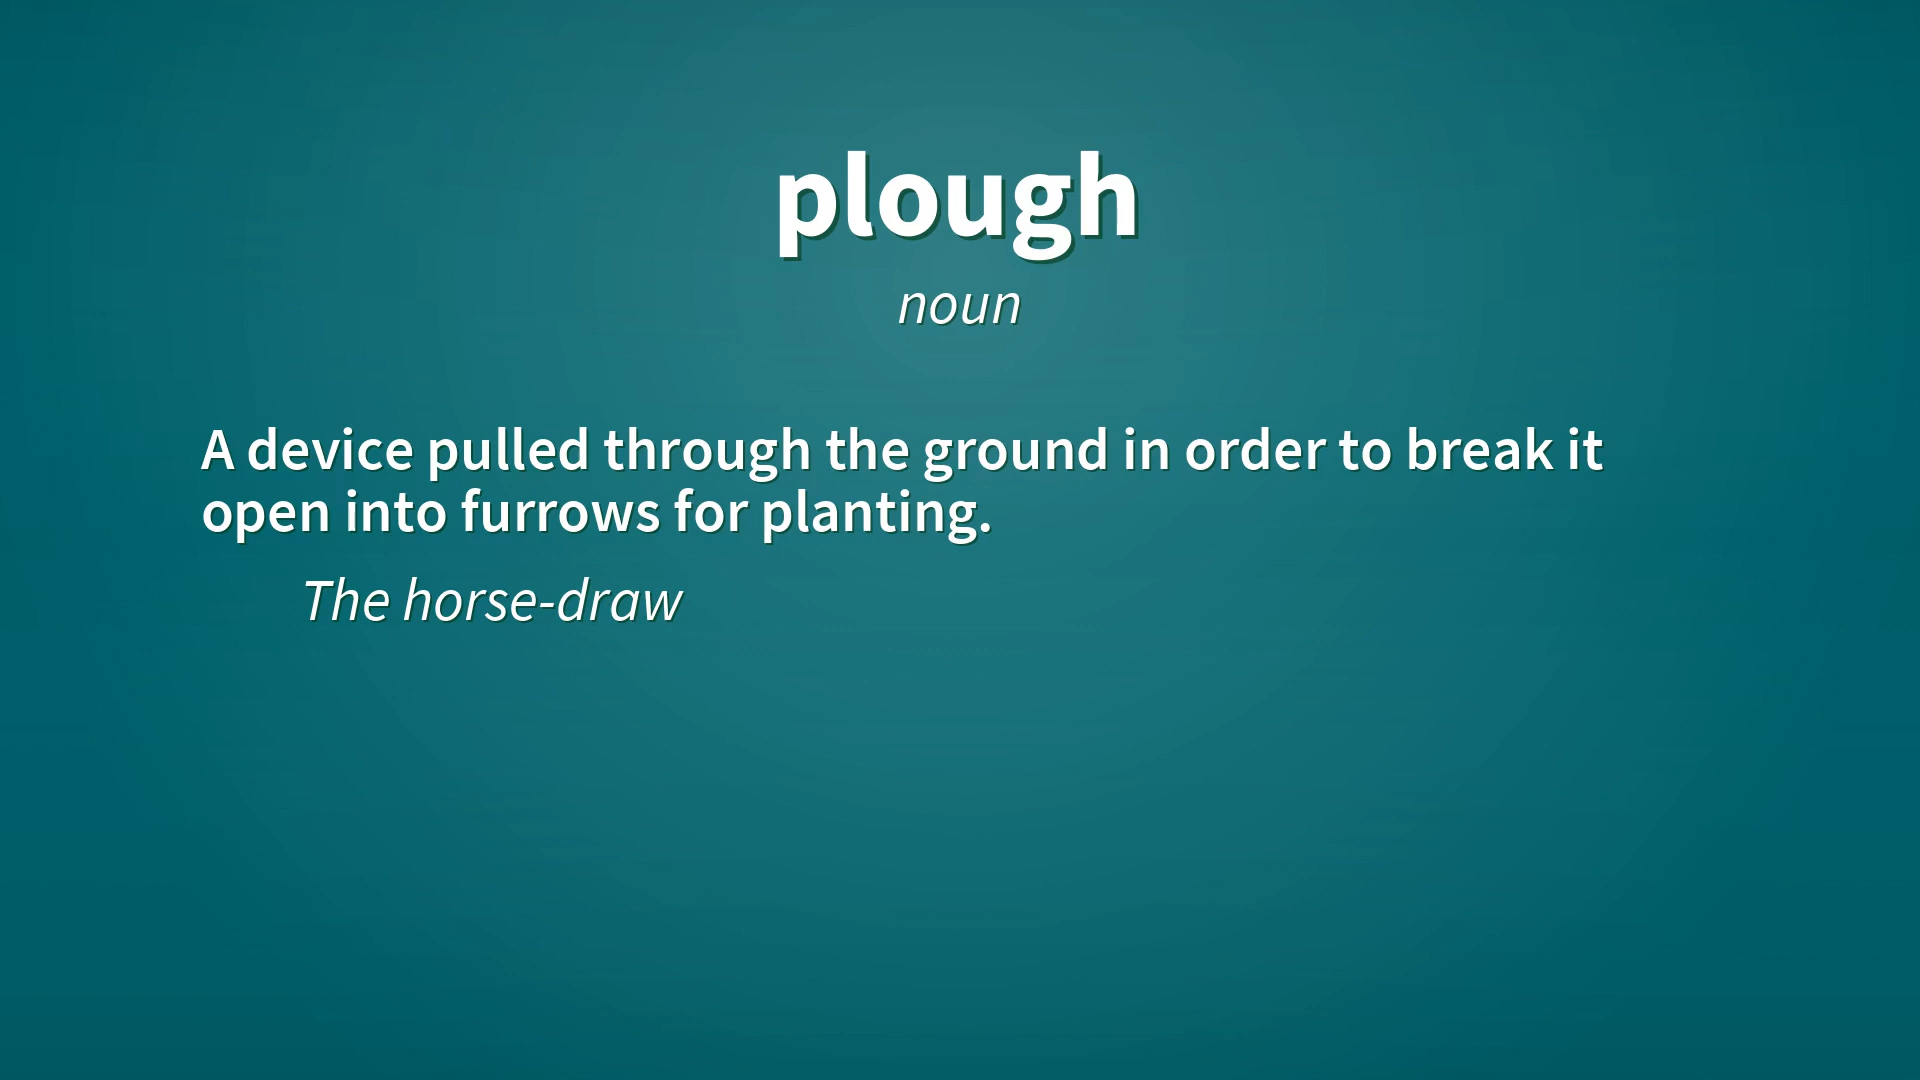 plough
noun
A device pulled through the ground in order to break it
open into furrows for planting.
The horse-draw